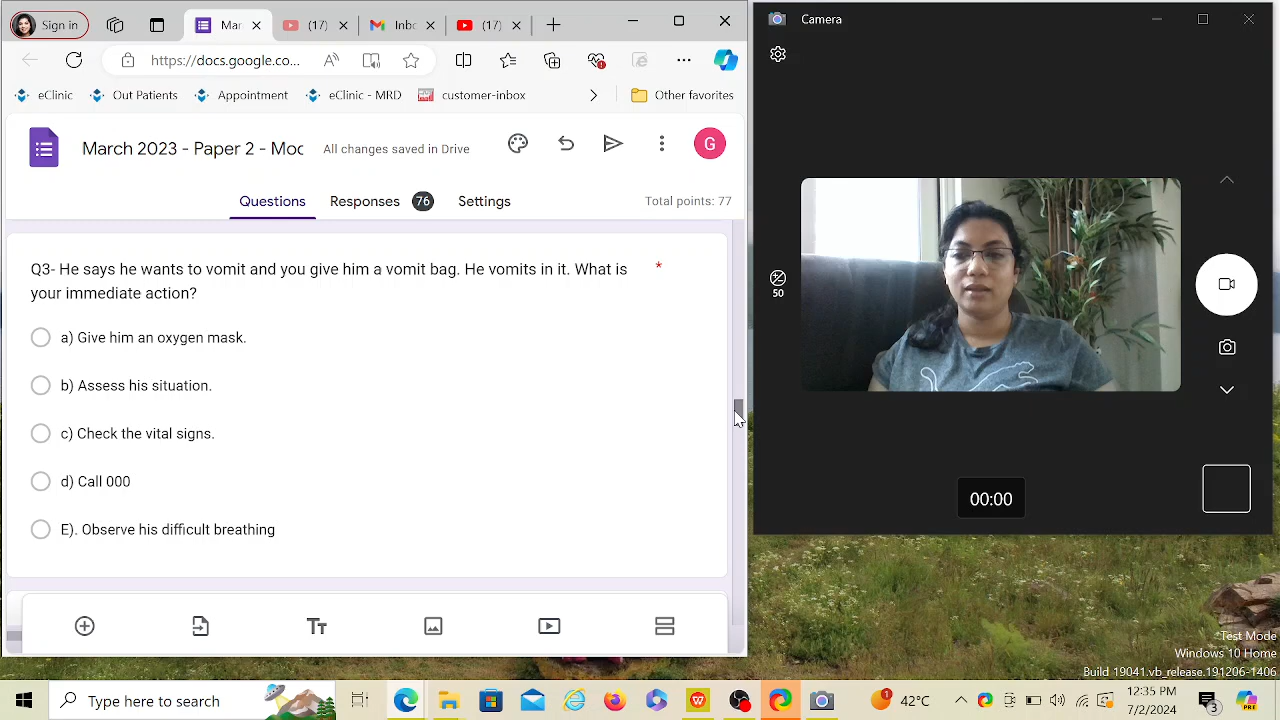 Sign in
Mar
(17)
Inbc
(17)
https://docs.google.co...
eClinic
Out Patients
Appointment
eClinic - MRD
customer-inbox
Other favorites
March 2023 - Paper 2 - Moc
All changes saved in Drive
G
Questions
Responses 76
Settings
Total points: 77
Q3- He says he wants to vomit and you give him a vomit bag. He vomits in it. What is *
your immediate action?
a) Give him an oxygen mask.
b) Assess his situation.
c) Check the vital signs.
d) Call 000
E). Observe his difficult breathing
Tт
Camera
50
00:00
Test Mode
Windows 10 Home
Build 19041.vb_release.191206-1406
Type here to search
42°C
12:35 PM
7/2/2024